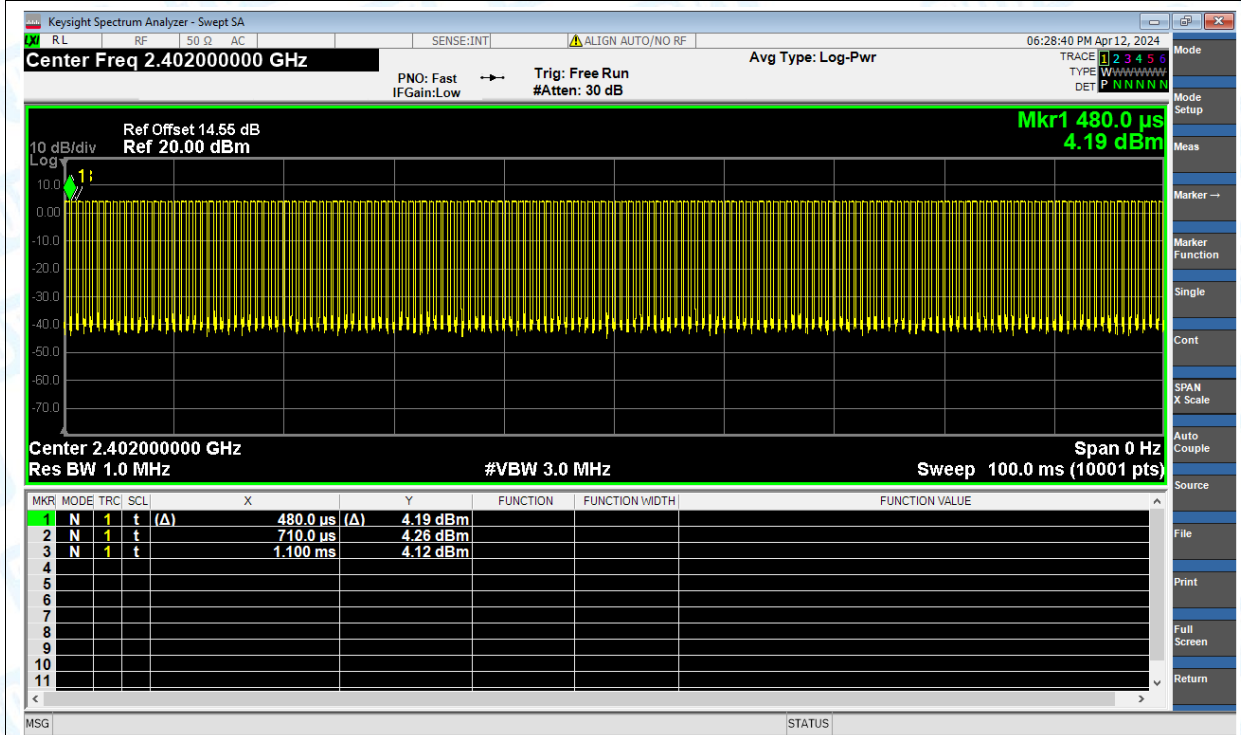 Keysight Spectrum Analyzer - Swept SA
LXI RL RF 50 Ω AC SENSE:INT ALIGN AUTO/NO RF 06:28:40 PM Apr 12, 2024
Center Freq 2.402000000 GHz
PNO: Fast
IFGain:Low
Trig: Free Run
#Atten: 30 dB
Avg Type: Log-Pwr
TRACE 1 2 3 4 5 6
TYPE WWWWWW
DET P N N N N N
Ref Offset 14.55 dB
10 dB/div Ref 20.00 dBm
Log
Mkr1 480.0 µs
4.19 dBm
1
10.0
0.00
-10.0
-20.0
-30.0
-40.0
-50.0
-60.0
-70.0
Center 2.402000000 GHz Span 0 Hz
Res BW 1.0 MHz #VBW 3.0 MHz Sweep 100.0 ms (10001 pts)
MKR MODE TRC SCL X Y FUNCTION FUNCTION WIDTH FUNCTION VALUE
1 N 1 t (Δ) 480.0 µs (Δ) 4.19 dBm
2 N 1 t 710.0 µs 4.26 dBm
3 N 1 t 1.100 ms 4.12 dBm
4
5
6
7
8
9
10
11
MSG STATUS
Mode
Mode
Setup
Meas
Marker →
Marker
Function
Single
Cont
SPAN
X Scale
Auto
Couple
Source
File
Print
Full
Screen
Return